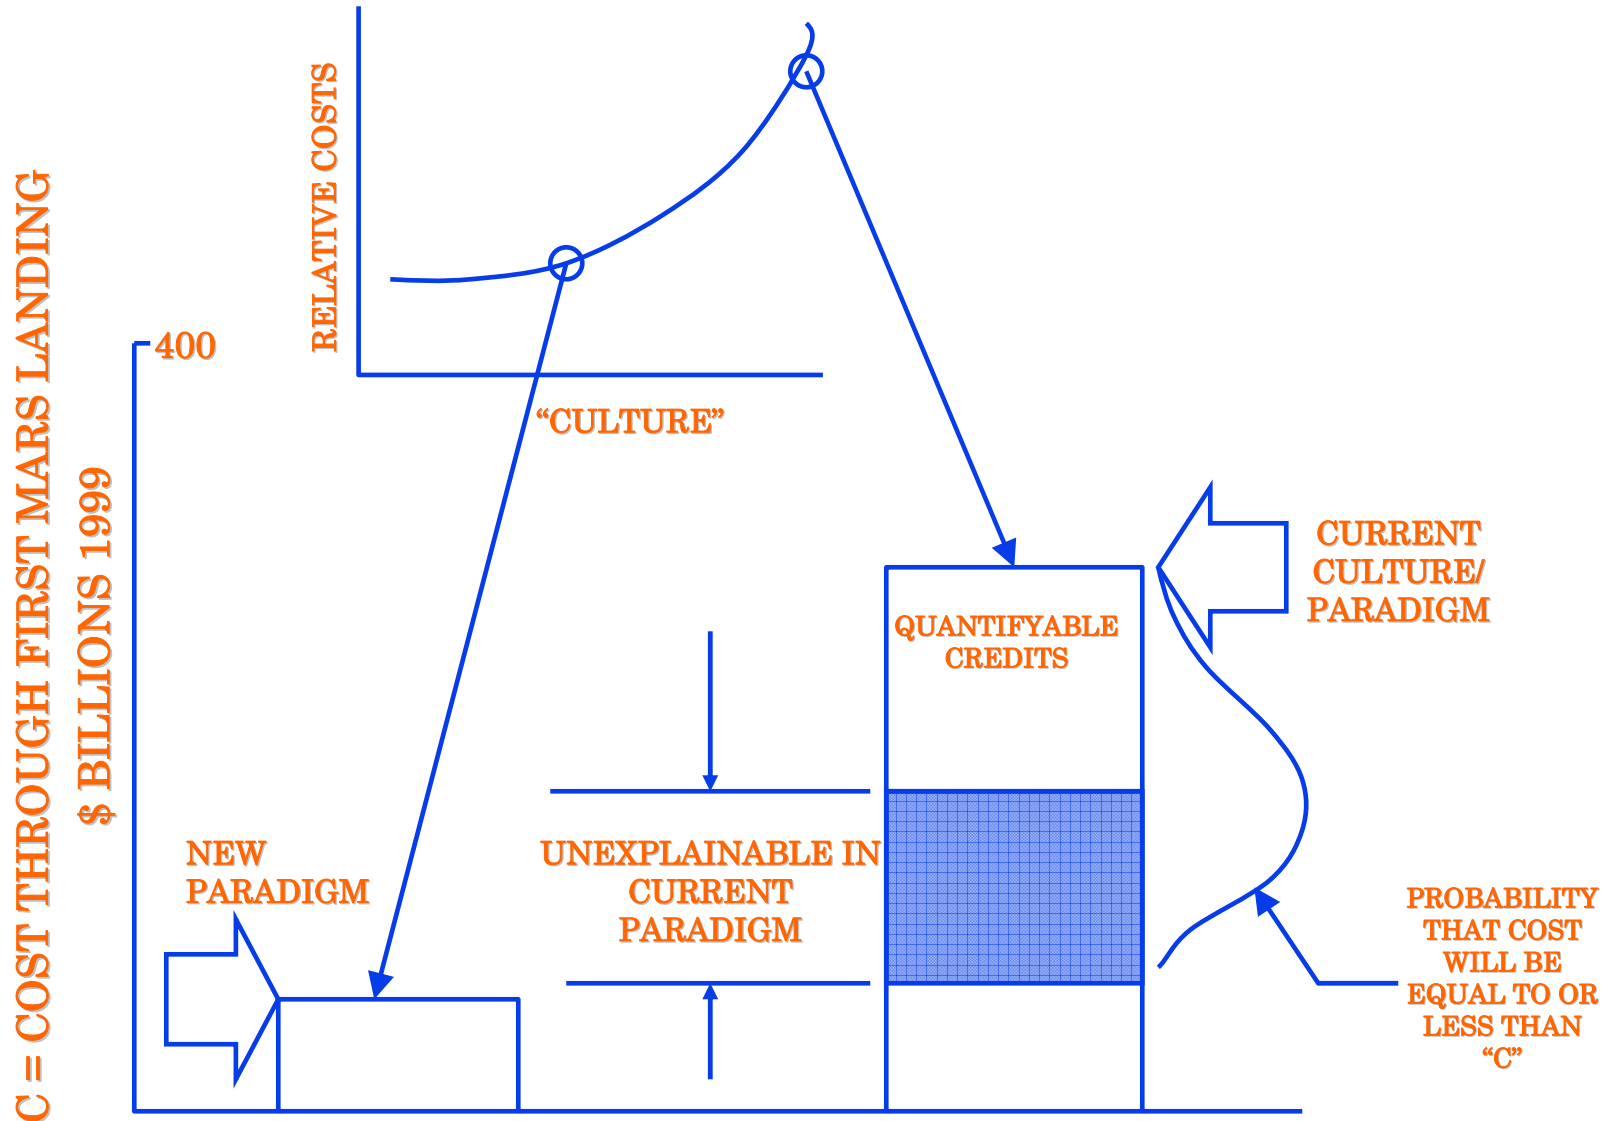 C = COST THROUGH FIRST MARS LANDING
$ BILLIONS 1999
400
RELATIVE COSTS
“CULTURE”
CURRENT
CULTURE/
PARADIGM
QUANTIFYABLE
CREDITS
NEW
PARADIGM
UNEXPLAINABLE IN
CURRENT
PARADIGM
PROBABILITY
THAT COST
WILL BE
EQUAL TO OR
LESS THAN
“C”